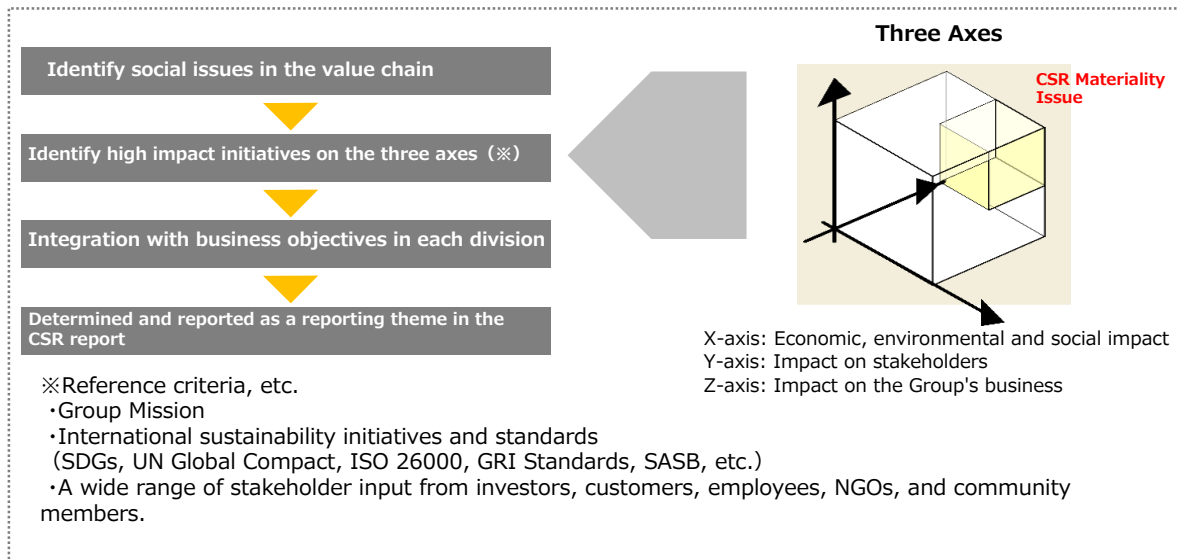 Identify social issues in the value chain
Identify high impact initiatives on the three axes（※）
Integration with business objectives in each division
Determined and reported as a reporting theme in the
CSR report
Three Axes
CSR Materiality
Issue
X-axis: Economic, environmental and social impact
Y-axis: Impact on stakeholders
Z-axis: Impact on the Group's business
※Reference criteria, etc.
・Group Mission
・International sustainability initiatives and standards
（SDGs, UN Global Compact, ISO 26000, GRI Standards, SASB, etc.）
・A wide range of stakeholder input from investors, customers, employees, NGOs, and community
members.